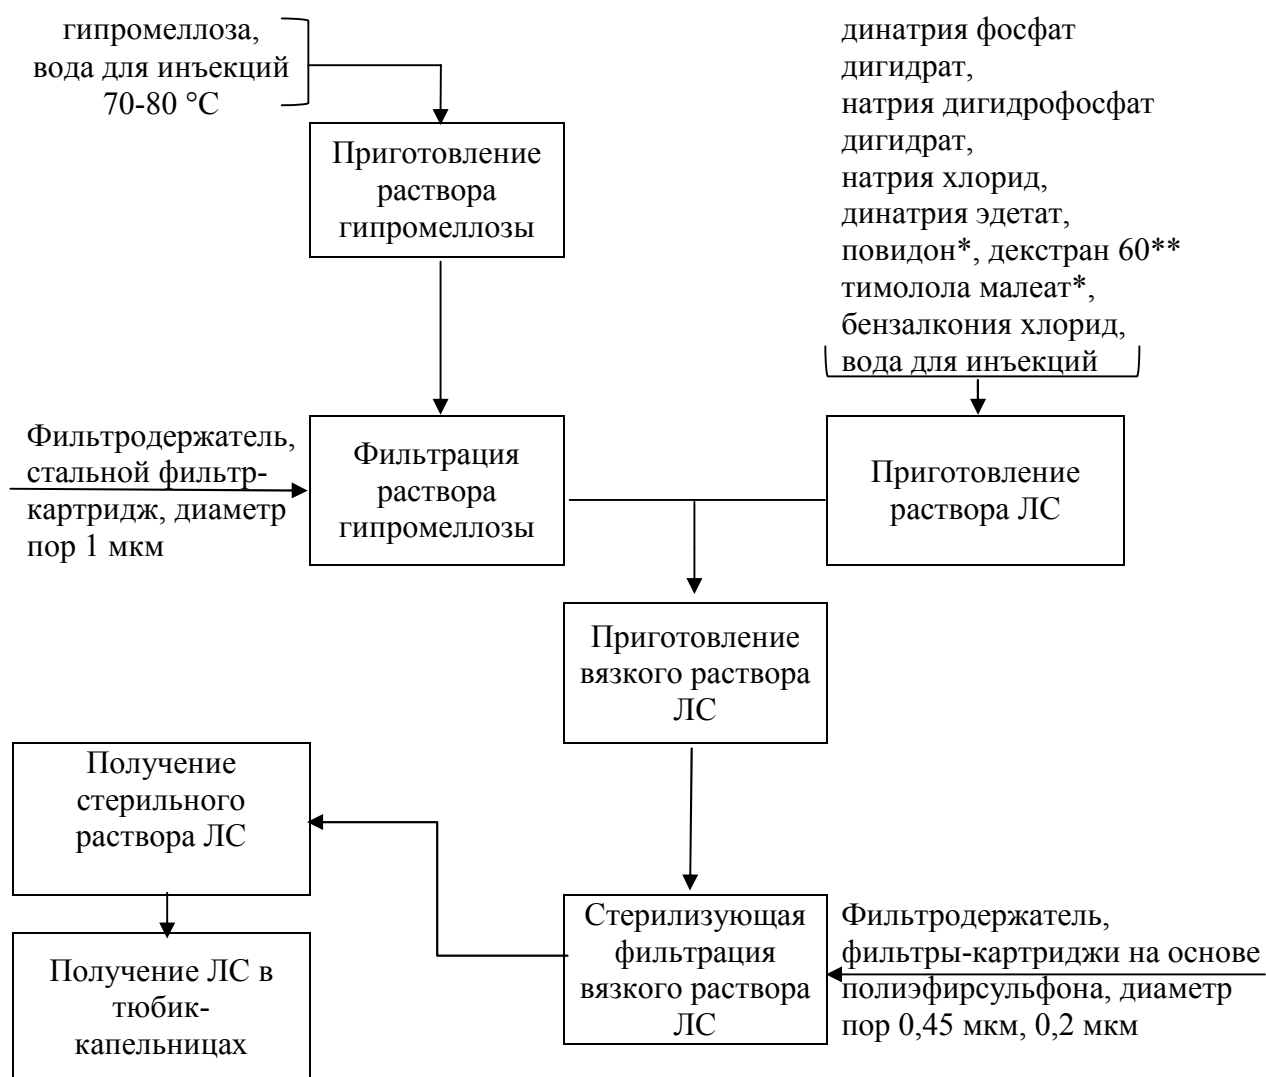 гипромеллоза,
вода для инъекций
70-80 °С
динатрия фосфат
дигидрат,
натрия дигидрофосфат
дигидрат,
натрия хлорид,
динатрия эдетат,
повидон*, декстран 60**
тимолола малеат*,
бензалкония хлорид,
вода для инъекций
Приготовление
раствора
гипромеллозы
Фильтродержатель,
стальной фильтр-
картридж, диаметр
пор 1 мкм
Фильтрация
раствора
гипромеллозы
Приготовление
раствора ЛС
Приготовление
вязкого раствора
ЛС
Получение
стерильного
раствора ЛС
Стерилизующая
фильтрация
вязкого раствора
ЛС
Фильтродержатель,
фильтры-картриджи на основе
полиэфирсульфона, диаметр
пор 0,45 мкм, 0,2 мкм
Получение ЛС в
тюбик-
капельницах